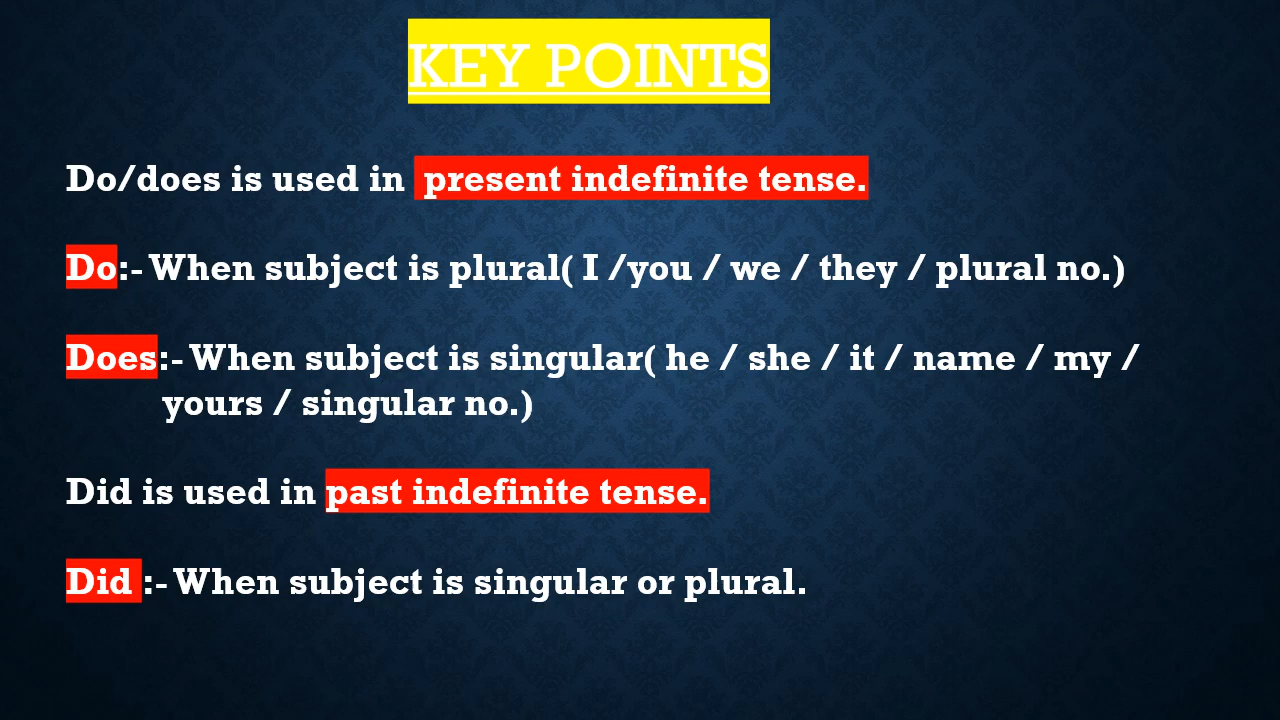 KEY POINTS
Do/does is used in present indefinite tense.
Do:- When subject is plural( I /you / we / they / plural no.)
Does:- When subject is singular( he / she / it / name / my /
yours / singular no.)
Did is used in past indefinite tense.
Did :- When subject is singular or plural.